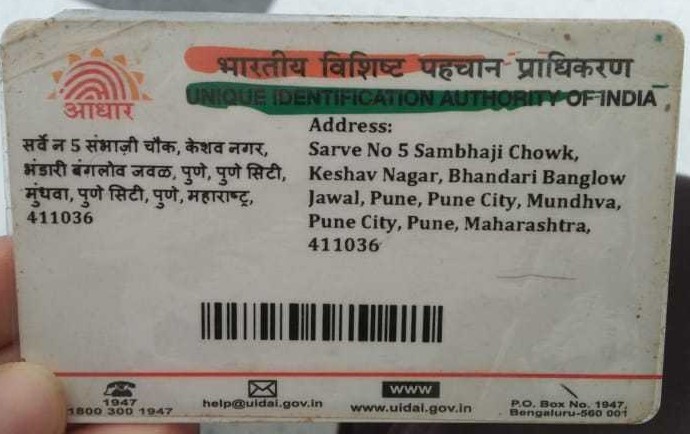 भारतीय विशिष्ट पहचान प्राधिकरण
UNIQUE IDENTIFICATION AUTHORITY OF INDIA
आधार
सर्वे न 5 संभाज़ी चौक, केशव नगर,
भंडारी बंगलोव जवळ, पुणे, पुणे सिटी,
मुंधवा, पुणे सिटी, पुणे, महाराष्ट्र,
411036
Address:
Sarve No 5 Sambhaji Chowk,
Keshav Nagar, Bhandari Banglow
Jawal, Pune, Pune City, Mundhva,
Pune City, Pune, Maharashtra,
411036
1947
1800 300 1947
help@uidai.gov.in
WWW
www.uidai.gov.in
P.O. Box No. 1947,
Bengaluru-560 001